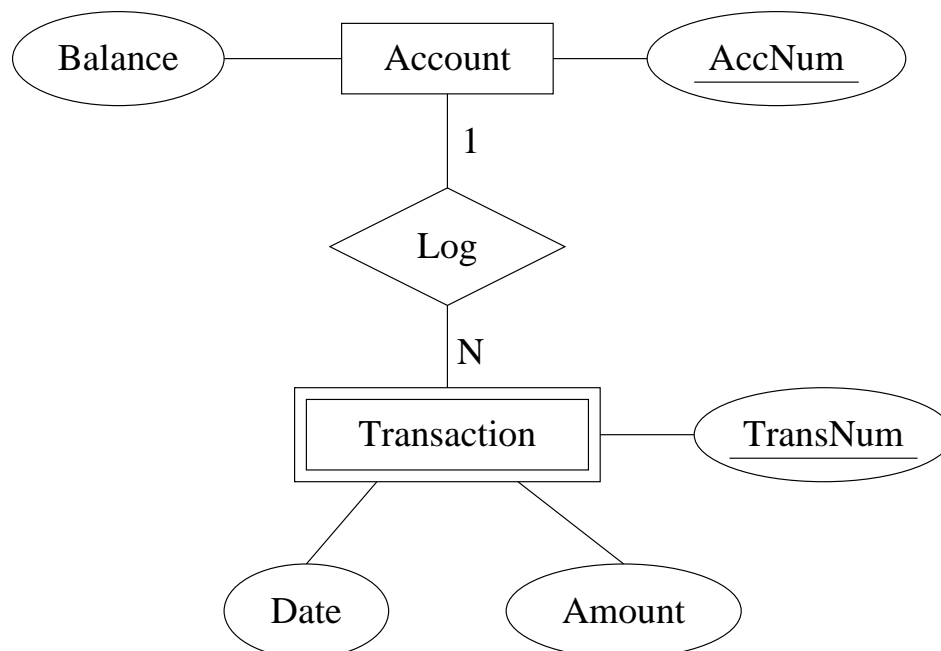 Balance
Account
AccNum
1
Log
N
Transaction
TransNum
Date
Amount